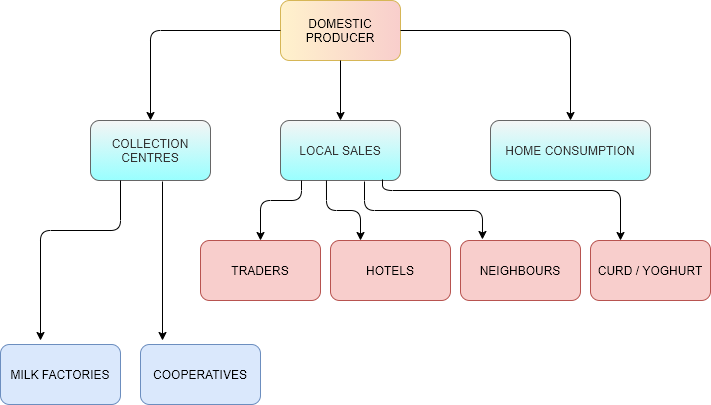 DOMESTIC
PRODUCER
COLLECTION
CENTRES
LOCAL SALES
HOME CONSUMPTION
TRADERS
HOTELS
NEIGHBOURS
CURD / YOGHURT
MILK FACTORIES
COOPERATIVES